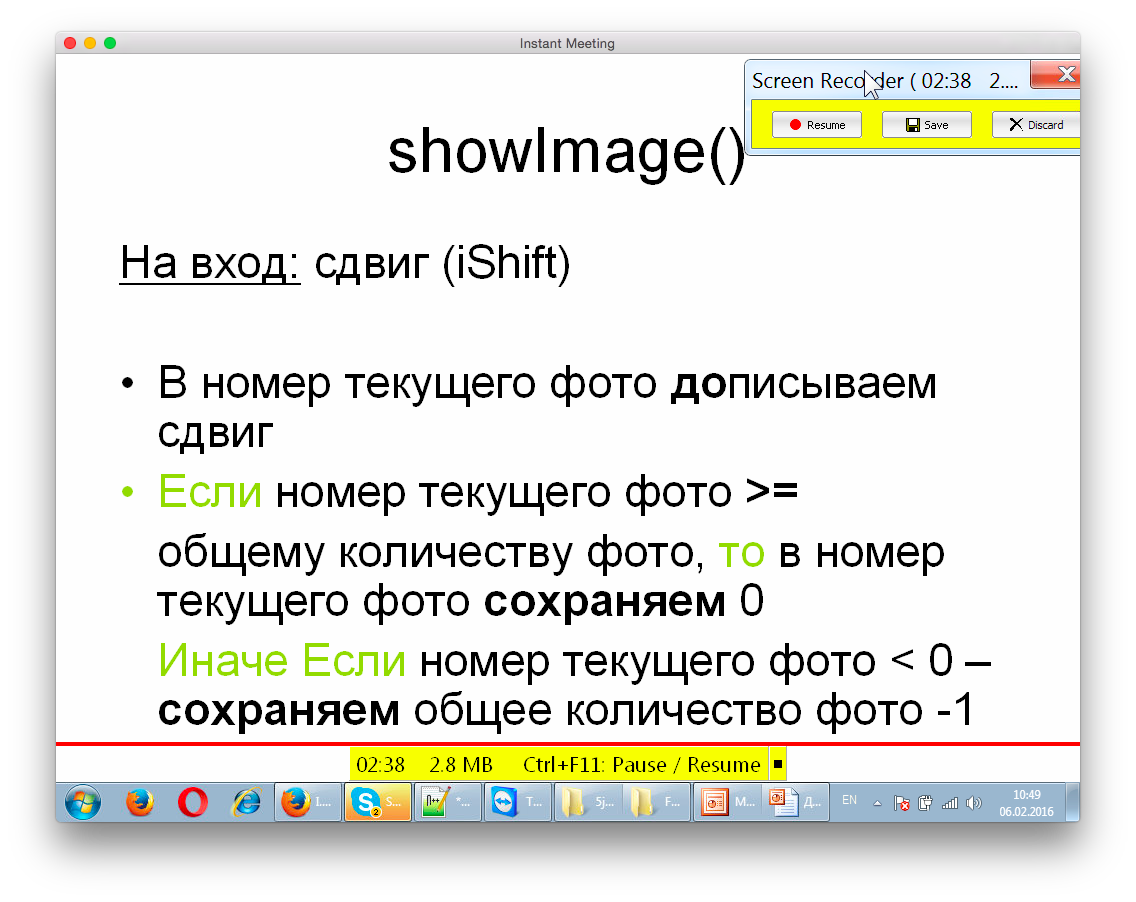 Instant Meeting
Screen Recorder ( 02:38 2....
Resume Save Discard
showImage()
На вход: сдвиг (iShift)
• В номер текущего фото дописываем
сдвиг
• Если номер текущего фото >=
общему количеству фото, то в номер
текущего фото сохраняем 0
Иначе Если номер текущего фото < 0 –
сохраняем общее количество фото -1
02:38 2.8 MB Ctrl+F11: Pause / Resume
I... S... *... T... 5j... F... М... Д... EN 10:49
06.02.2016